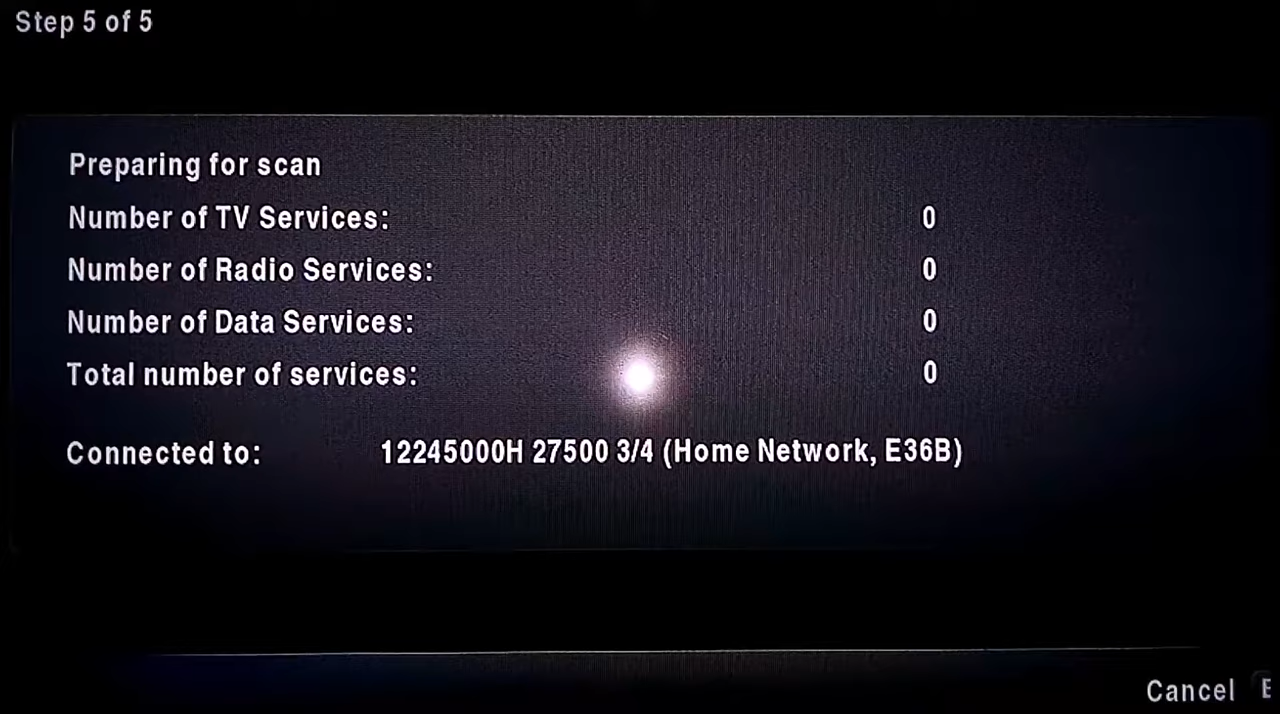 Step 5 of 5
Preparing for scan
Number of TV Services: 0
Number of Radio Services: 0
Number of Data Services: 0
Total number of services: 0
Connected to: 12245000H 27500 3/4 (Home Network, E36B)
Cancel E